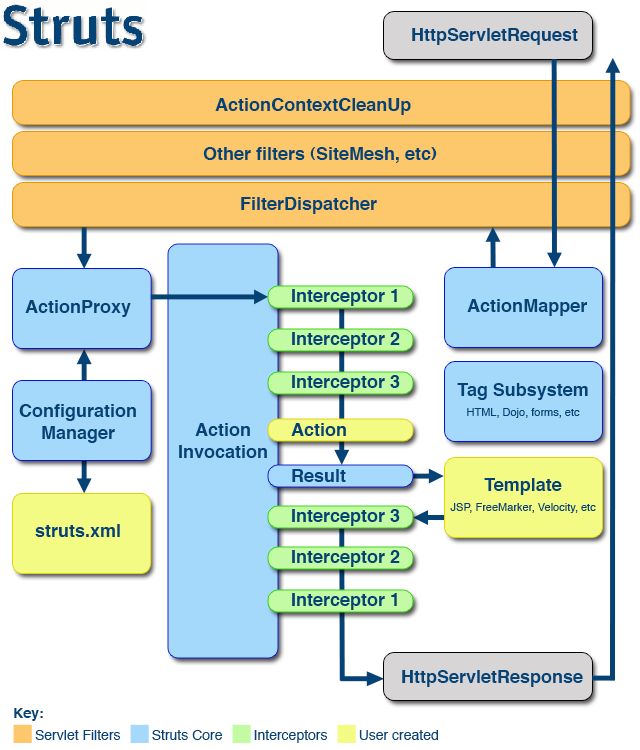 Struts
HttpServletRequest
ActionContextCleanUp
Other filters (SiteMesh, etc)
FilterDispatcher
ActionProxy
Interceptor 1
ActionMapper
Interceptor 2
Interceptor 3
Tag Subsystem
HTML, Dojo, forms, etc
Configuration
Manager
Action
Invocation
Action
Result
Template
JSP, FreeMarker, Velocity, etc
struts.xml
Interceptor 3
Interceptor 2
Interceptor 1
HttpServletResponse
Key:
Servlet Filters
Struts Core
Interceptors
User created